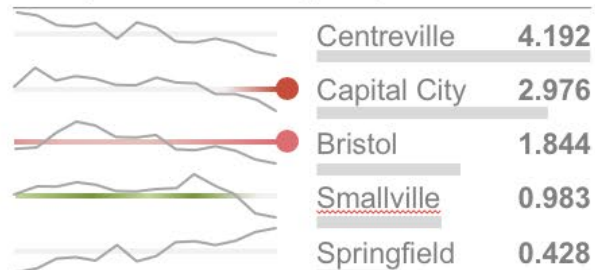 Centreville 4.192
Capital City 2.976
Bristol 1.844
Smallville 0.983
Springfield 0.428